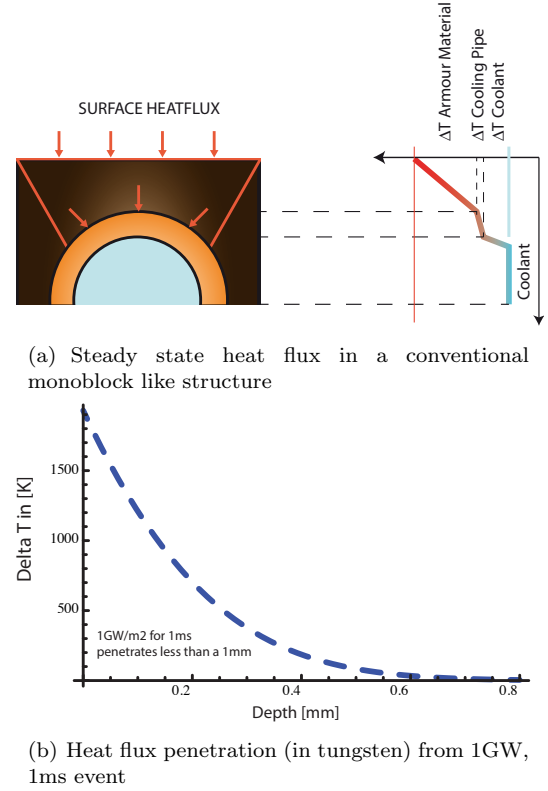 SURFACE HEATFLUX
ΔT Armour Material
ΔT Cooling Pipe
ΔT Coolant
Coolant
(a) Steady state heat flux in a conventional
monoblock like structure
Delta T in [K]
1500
1000
500
1GW/m2 for 1ms
penetrates less than a 1mm
0.2
0.4
0.6
0.8
Depth [mm]
(b) Heat flux penetration (in tungsten) from 1GW,
1ms event